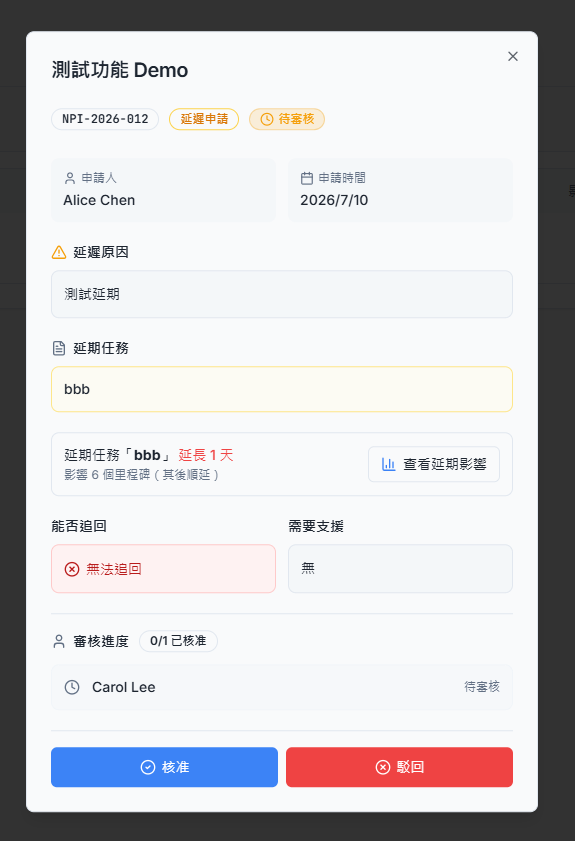 測試功能 Demo
NPI-2026-012 延遲申請 待審核
申請人
Alice Chen
申請時間
2026/7/10
延遲原因
測試延期
延期任務
bbb
延期任務「bbb」延長 1 天
影響 6 個里程碑 ( 其後順延 )
查看延期影響
能否追回
無法追回
需要支援
無
審核進度 0/1 已核准
Carol Lee 待審核
核准 駁回